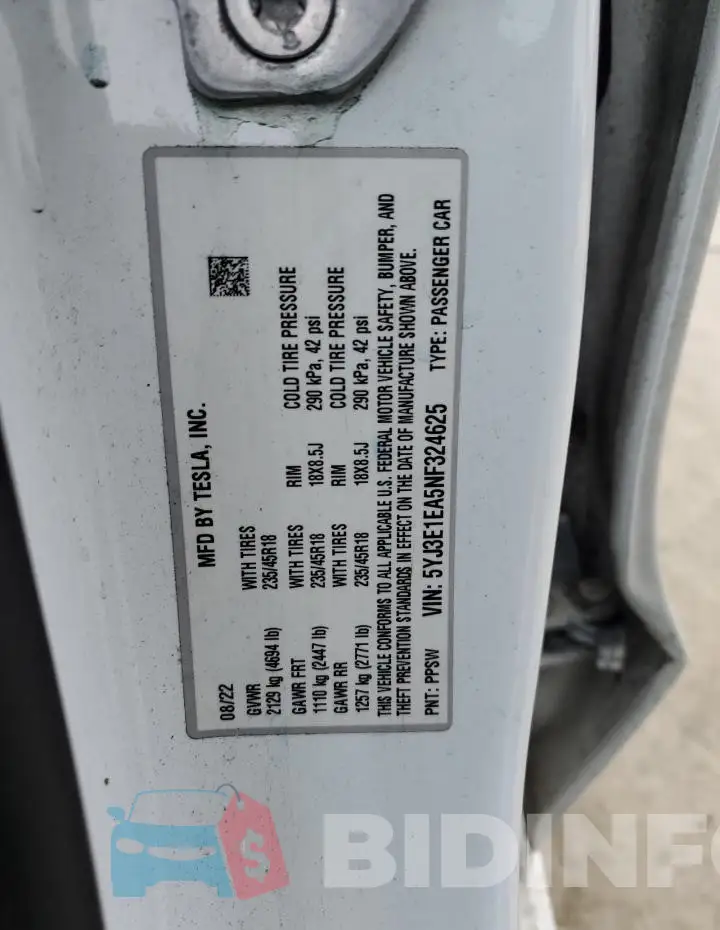 MFD BY TESLA, INC.
08/22
GVWR WITH TIRES
2129 kg (4694 lb) 235/45R18
GAWR FRT WITH TIRES RIM COLD TIRE PRESSURE
1110 kg (2447 lb) 235/45R18 18X8.5J 290 kPa, 42 psi
GAWR RR WITH TIRES RIM COLD TIRE PRESSURE
1257 kg (2771 lb) 235/45R18 18X8.5J 290 kPa, 42 psi
THIS VEHICLE CONFORMS TO ALL APPLICABLE U.S. FEDERAL MOTOR VEHICLE SAFETY, BUMPER, AND
THEFT PREVENTION STANDARDS IN EFFECT ON THE DATE OF MANUFACTURE SHOWN ABOVE.
PNT: PPSW VIN: 5YJ3E1EA5NF324625 TYPE: PASSENGER CAR
$ BIDINFO